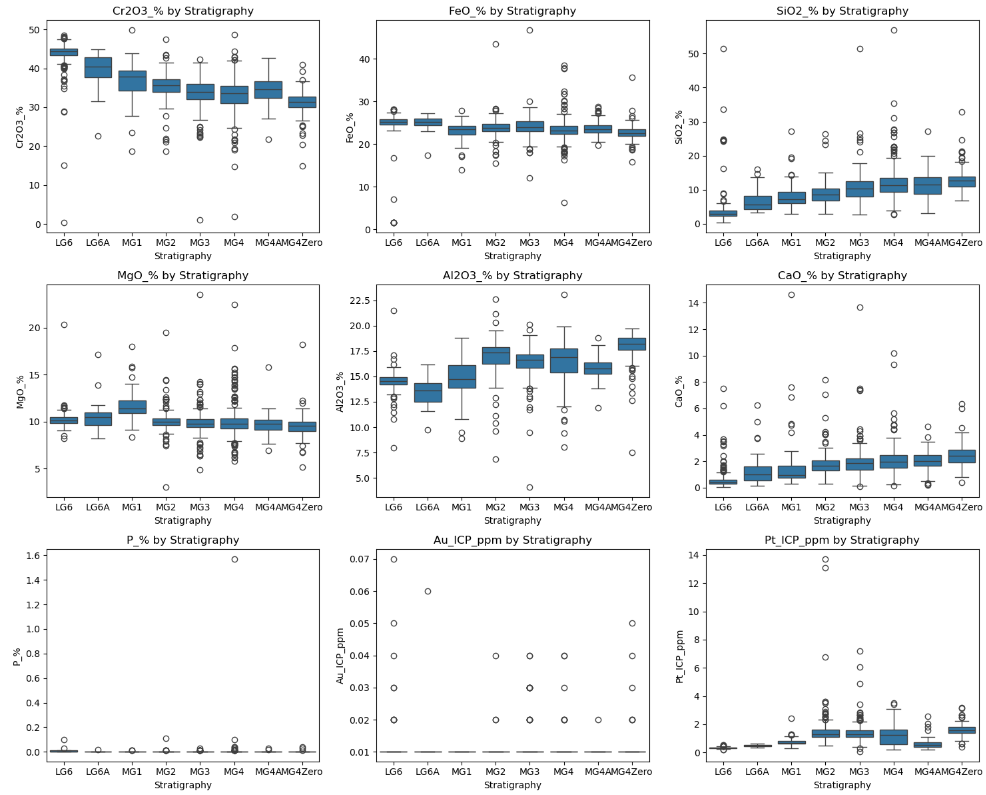 Cr2O3_% by Stratigraphy
50
40
30
20
10
0
Cr2O3_%
LG6 LG6A MG1 MG2 MG3 MG4 MG4AMG4Zero
Stratigraphy
FeO_% by Stratigraphy
40
30
20
10
0
FeO_%
LG6 LG6A MG1 MG2 MG3 MG4 MG4AMG4Zero
Stratigraphy
SiO2_% by Stratigraphy
50
40
30
20
10
0
SiO2_%
LG6 LG6A MG1 MG2 MG3 MG4 MG4AMG4Zero
Stratigraphy
MgO_% by Stratigraphy
20
15
10
5
MgO_%
LG6 LG6A MG1 MG2 MG3 MG4 MG4AMG4Zero
Stratigraphy
Al2O3_% by Stratigraphy
22.5
20.0
17.5
15.0
12.5
10.0
7.5
5.0
Al2O3_%
LG6 LG6A MG1 MG2 MG3 MG4 MG4AMG4Zero
Stratigraphy
CaO_% by Stratigraphy
14
12
10
8
6
4
2
0
CaO_%
LG6 LG6A MG1 MG2 MG3 MG4 MG4AMG4Zero
Stratigraphy
P_% by Stratigraphy
1.6
1.4
1.2
1.0
0.8
0.6
0.4
0.2
0.0
P_%
LG6 LG6A MG1 MG2 MG3 MG4 MG4AMG4Zero
Stratigraphy
Au_ICP_ppm by Stratigraphy
0.07
0.06
0.05
0.04
0.03
0.02
0.01
Au_ICP_ppm
LG6 LG6A MG1 MG2 MG3 MG4 MG4AMG4Zero
Stratigraphy
Pt_ICP_ppm by Stratigraphy
14
12
10
8
6
4
2
0
Pt_ICP_ppm
LG6 LG6A MG1 MG2 MG3 MG4 MG4AMG4Zero
Stratigraphy